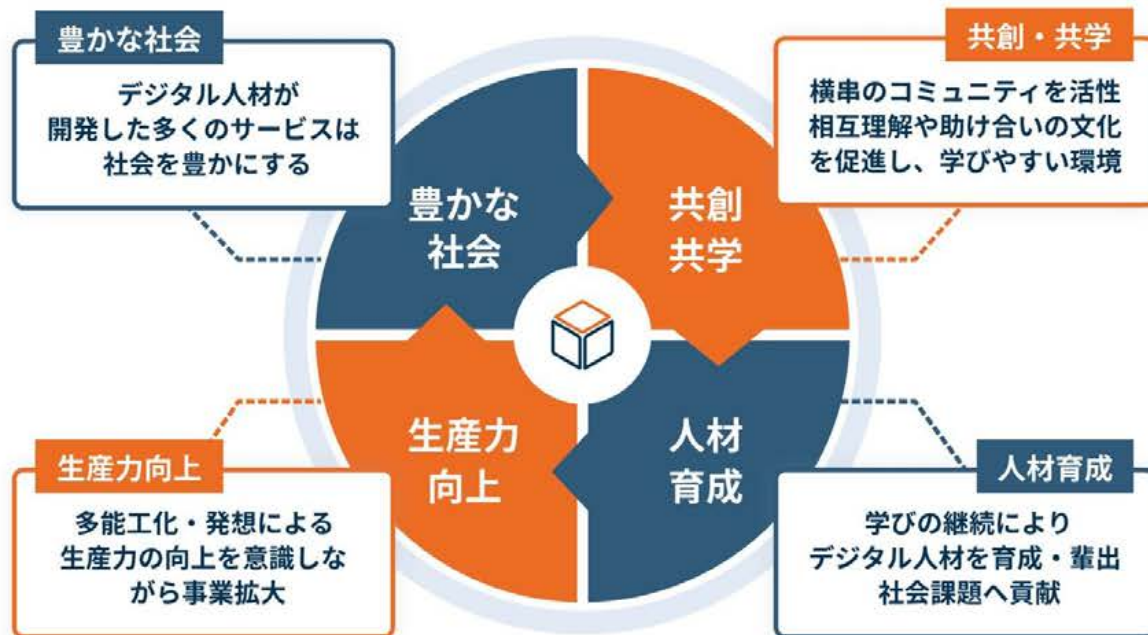 豊かな社会
デジタル人材が
開発した多くのサービスは
社会を豊かにする
共創・共学
横串のコミュニティを活性
相互理解や助け合いの文化
を促進し、学びやすい環境
豊かな
社会
共創
共学
生産力
向上
人材
育成
生産力向上
多能工化・発想による
生産力の向上を意識しな
がら事業拡大
人材育成
学びの継続により
デジタル人材を育成・輩出
社会課題へ貢献